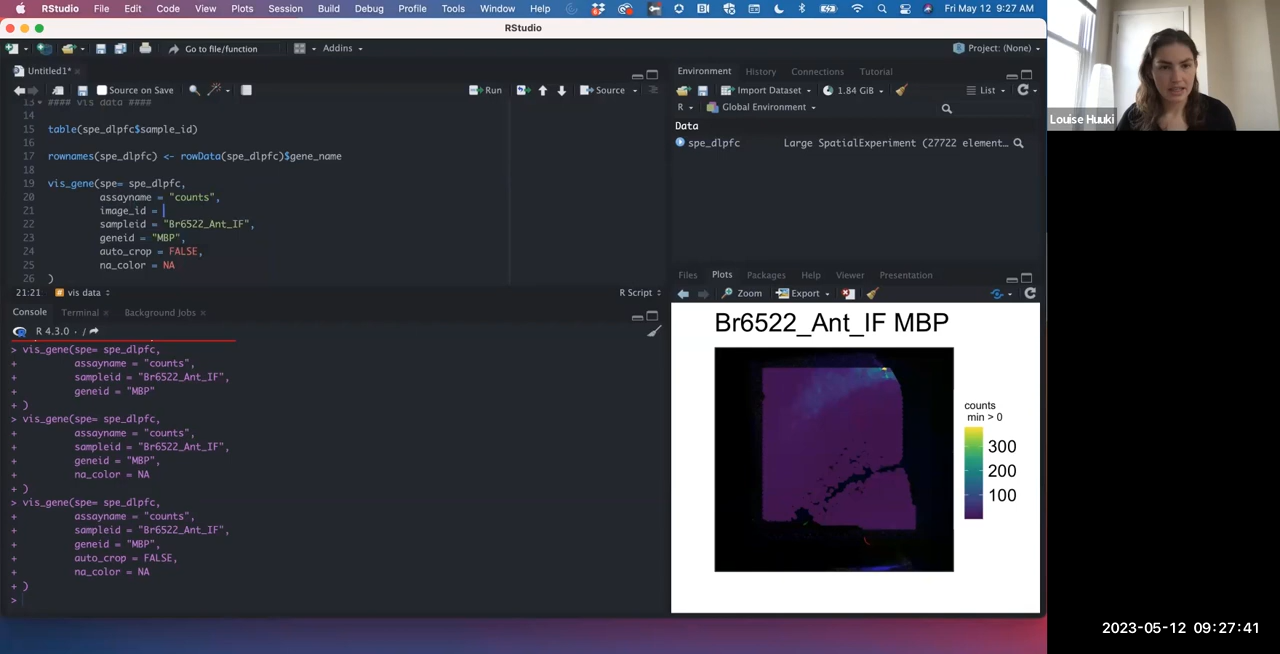 RStudio File Edit Code View Plots Session Build Debug Profile Tools Window Help Fri May 12 9:27 AM
RStudio
Go to file/function Addins Project: (None)
Untitled1*
Source on Save Run Source
13 #### vis data ####
14
15 table(spe_dlpfc$sample_id)
16
17 rownames(spe_dlpfc) <- rowData(spe_dlpfc)$gene_name
18
19 vis_gene(spe= spe_dlpfc,
20 assayname = "counts",
21 image_id =
22 sampleid = "Br6522_Ant_IF",
23 geneid = "MBP",
24 auto_crop = FALSE,
25 na_color = NA
26 )
21:21 vis data R Script
Console Terminal Background Jobs
R 4.3.0 · /
> vis_gene(spe= spe_dlpfc,
+ assayname = "counts",
+ sampleid = "Br6522_Ant_IF",
+ geneid = "MBP"
+ )
> vis_gene(spe= spe_dlpfc,
+ assayname = "counts",
+ sampleid = "Br6522_Ant_IF",
+ geneid = "MBP",
+ na_color = NA
+ )
> vis_gene(spe= spe_dlpfc,
+ assayname = "counts",
+ sampleid = "Br6522_Ant_IF",
+ geneid = "MBP",
+ auto_crop = FALSE,
+ na_color = NA
+ )
>
Environment History Connections Tutorial
Import Dataset 1.84 GiB List
R Global Environment
Data
spe_dlpfc Large SpatialExperiment (27722 element…
Files Plots Packages Help Viewer Presentation
Zoom Export
Br6522_Ant_IF MBP
counts
min > 0
300
200
100
Louise Huuki
2023-05-12 09:27:41